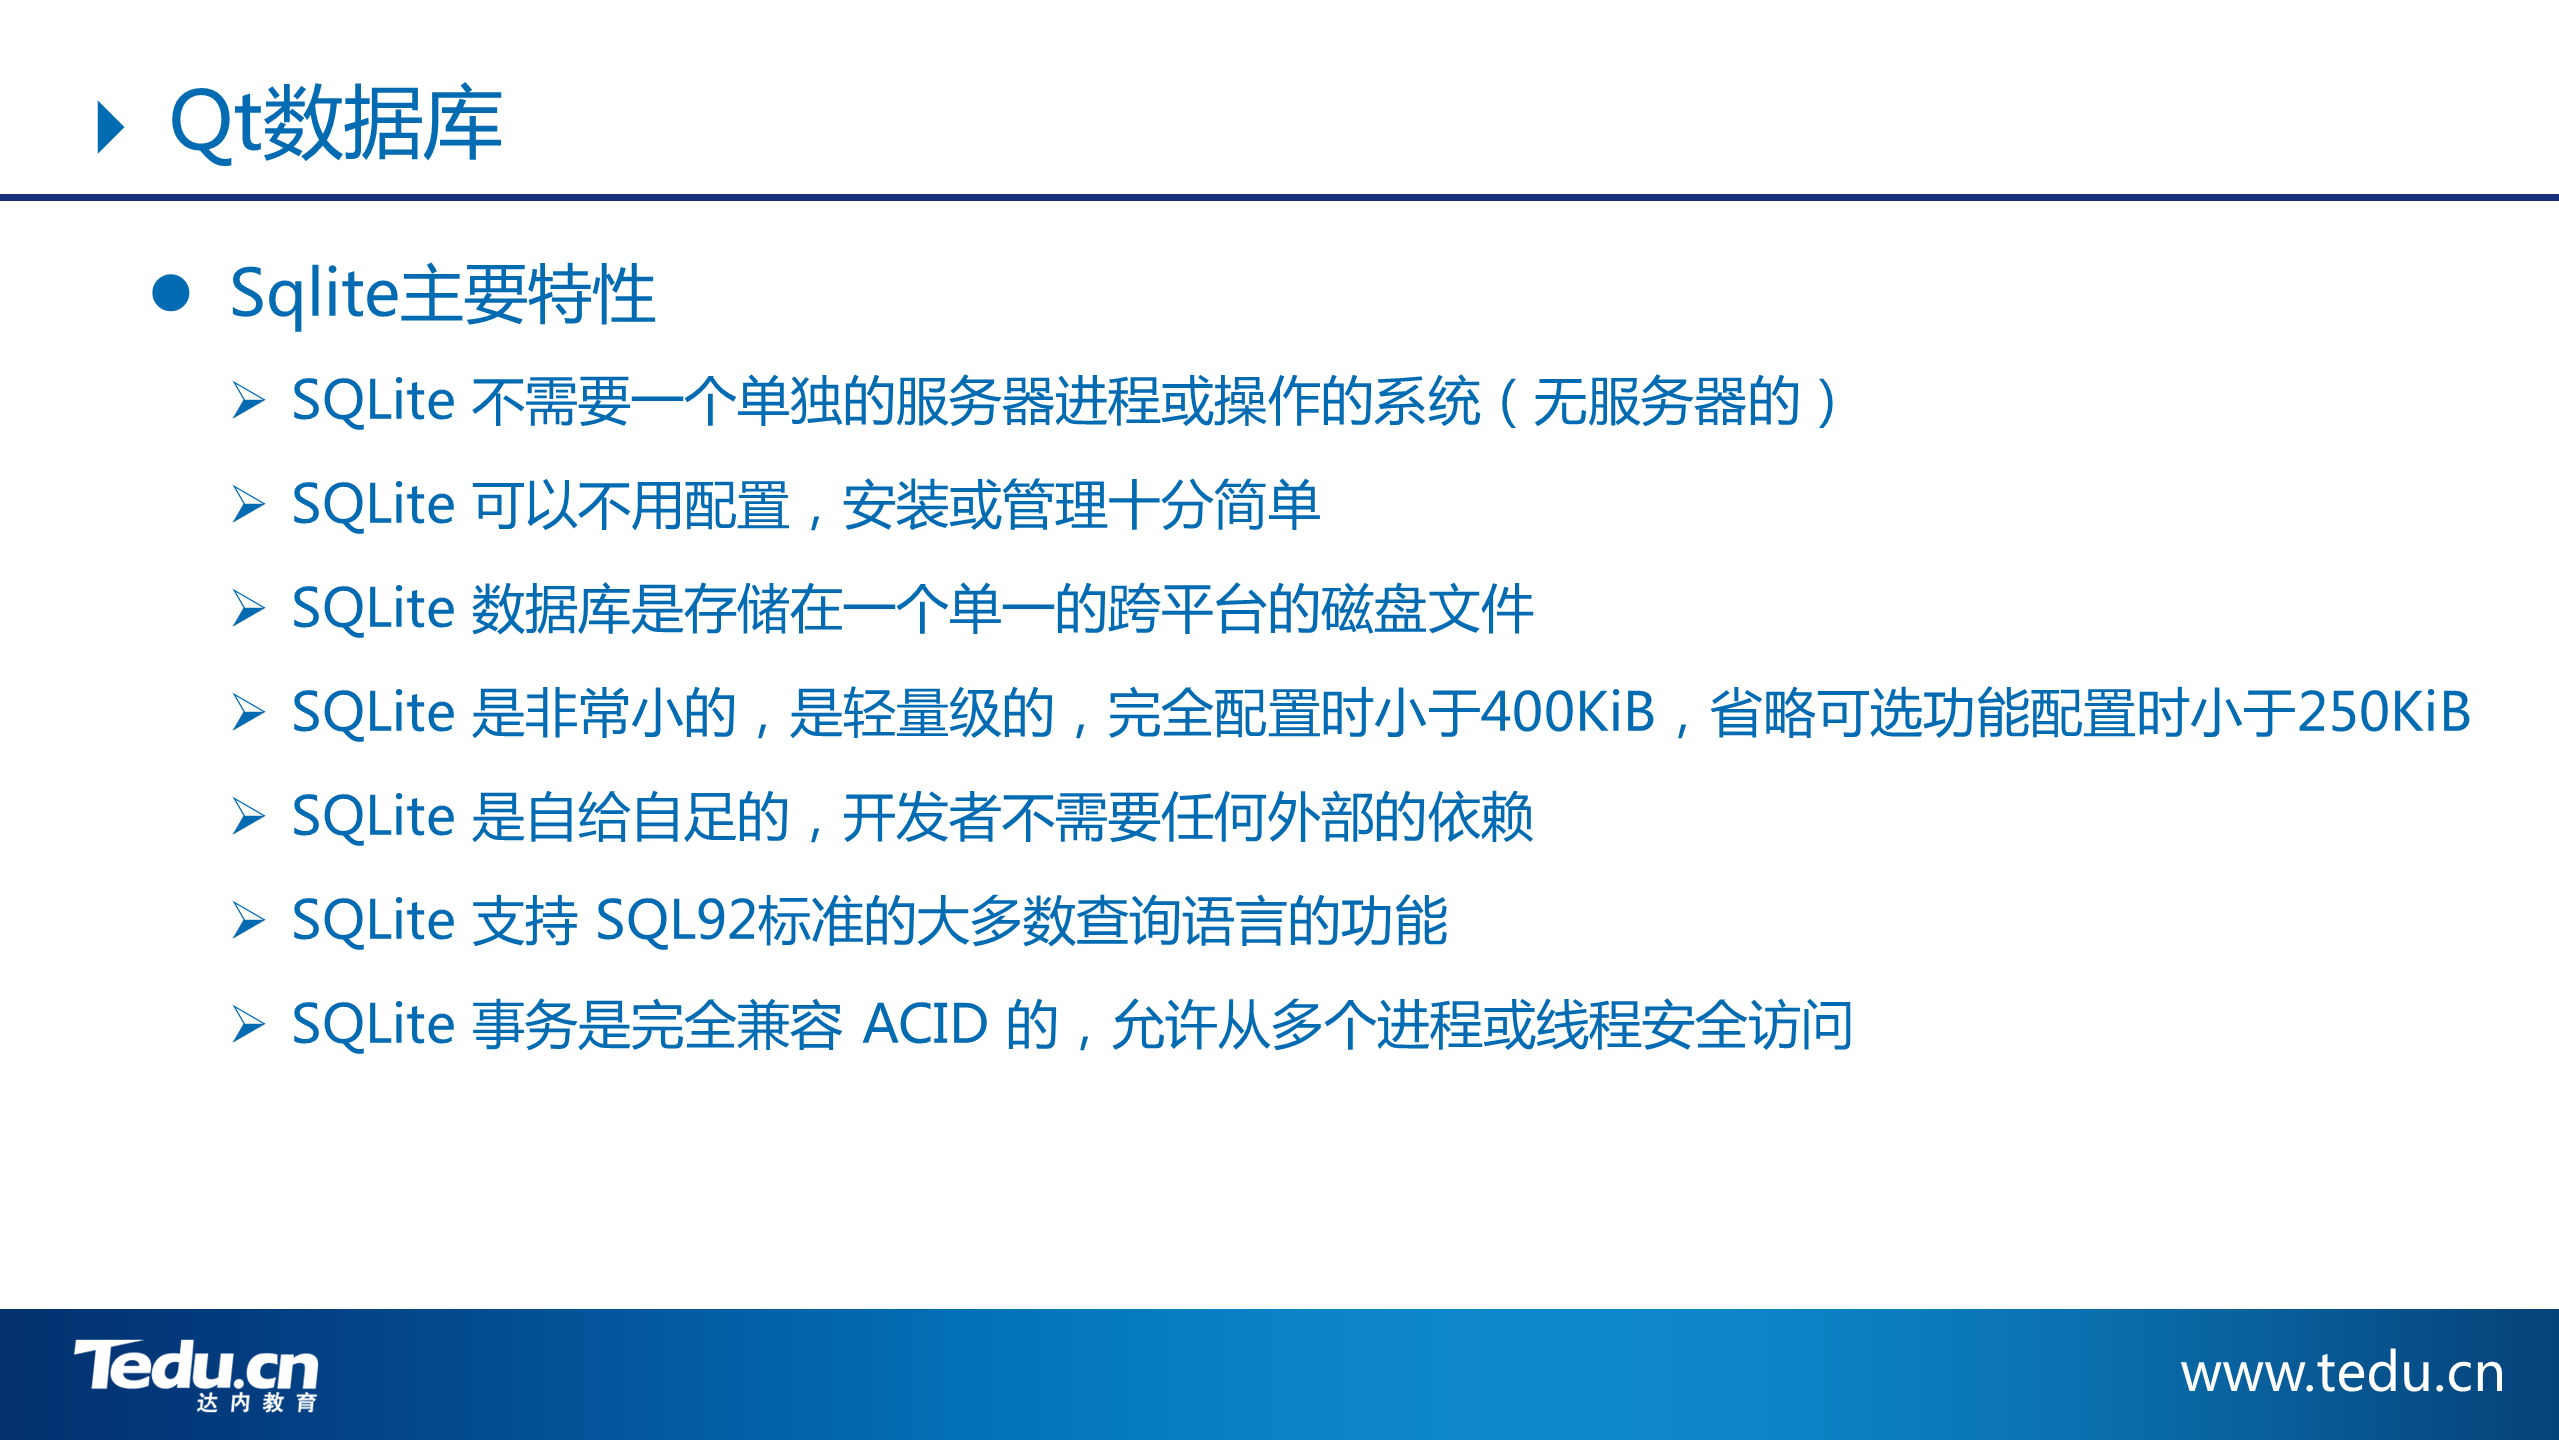 Qt数据库
Sqlite主要特性
SQLite 不需要一个单独的服务器进程或操作的系统（无服务器的）
SQLite 可以不用配置，安装或管理十分简单
SQLite 数据库是存储在一个单一的跨平台的磁盘文件
SQLite 是非常小的，是轻量级的，完全配置时小于400KiB，省略可选功能配置时小于250KiB
SQLite 是自给自足的，开发者不需要任何外部的依赖
SQLite 支持 SQL92标准的大多数查询语言的功能
SQLite 事务是完全兼容 ACID 的，允许从多个进程或线程安全访问
Tedu.cn
达内教育
www.tedu.cn